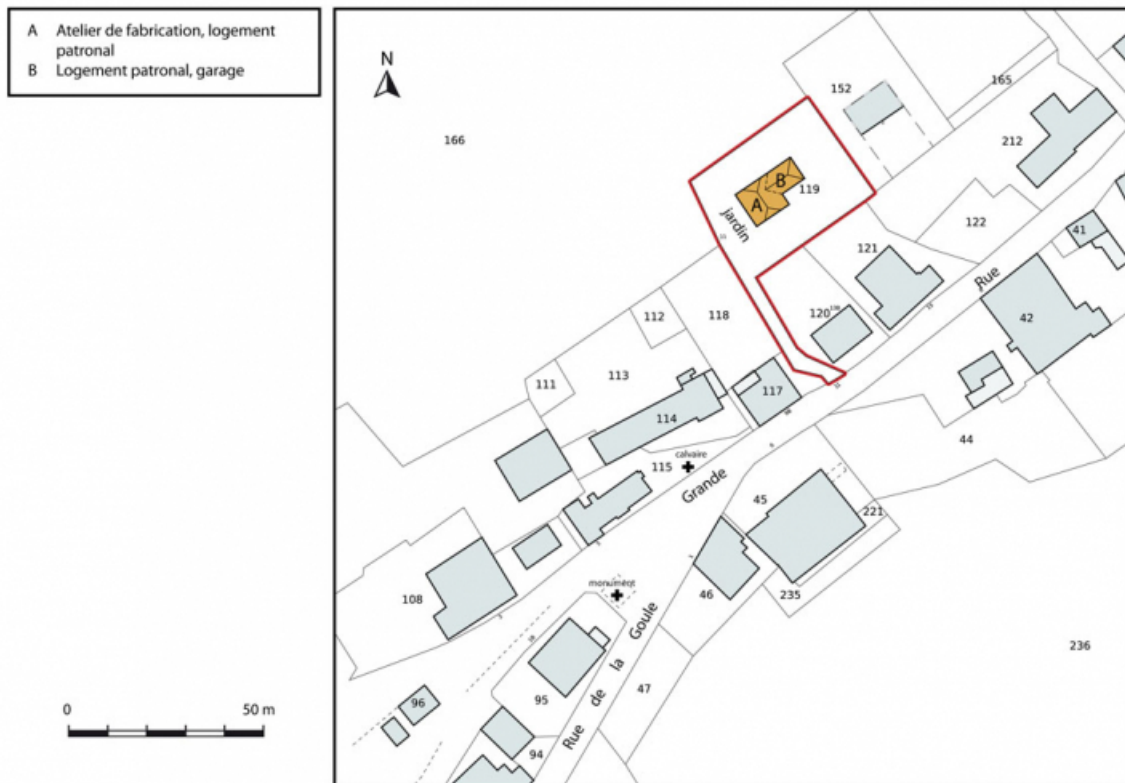 A Atelier de fabrication, logement
patronal
B Logement patronal, garage
N
165
152
166
212
B
A
119
jardin
122
41
121
Rue
112
118
120
42
111
113
117
114
44
calvaire
115
Grande
45
221
monument
46
235
108
Rue de la Goule
236
47
95
96
94
0 50 m